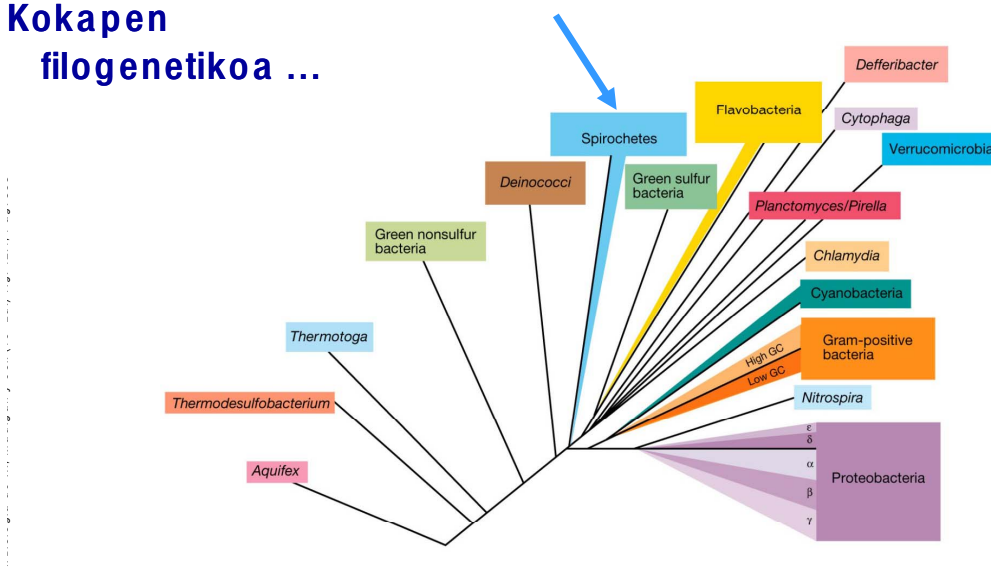 Kokapen
filogenetikoa ...
Defferibacter
Flavobacteria
Cytophaga
Spirochetes
Verrucomicrobia
Deinococci
Green sulfur
bacteria
Planctomyces/Pirella
Green nonsulfur
bacteria
Chlamydia
Cyanobacteria
Thermotoga
High GC
Gram-positive
bacteria
Low GC
Nitrospira
Thermodesulfobacterium
ε
δ
α
Proteobacteria
Aquifex
β
γ